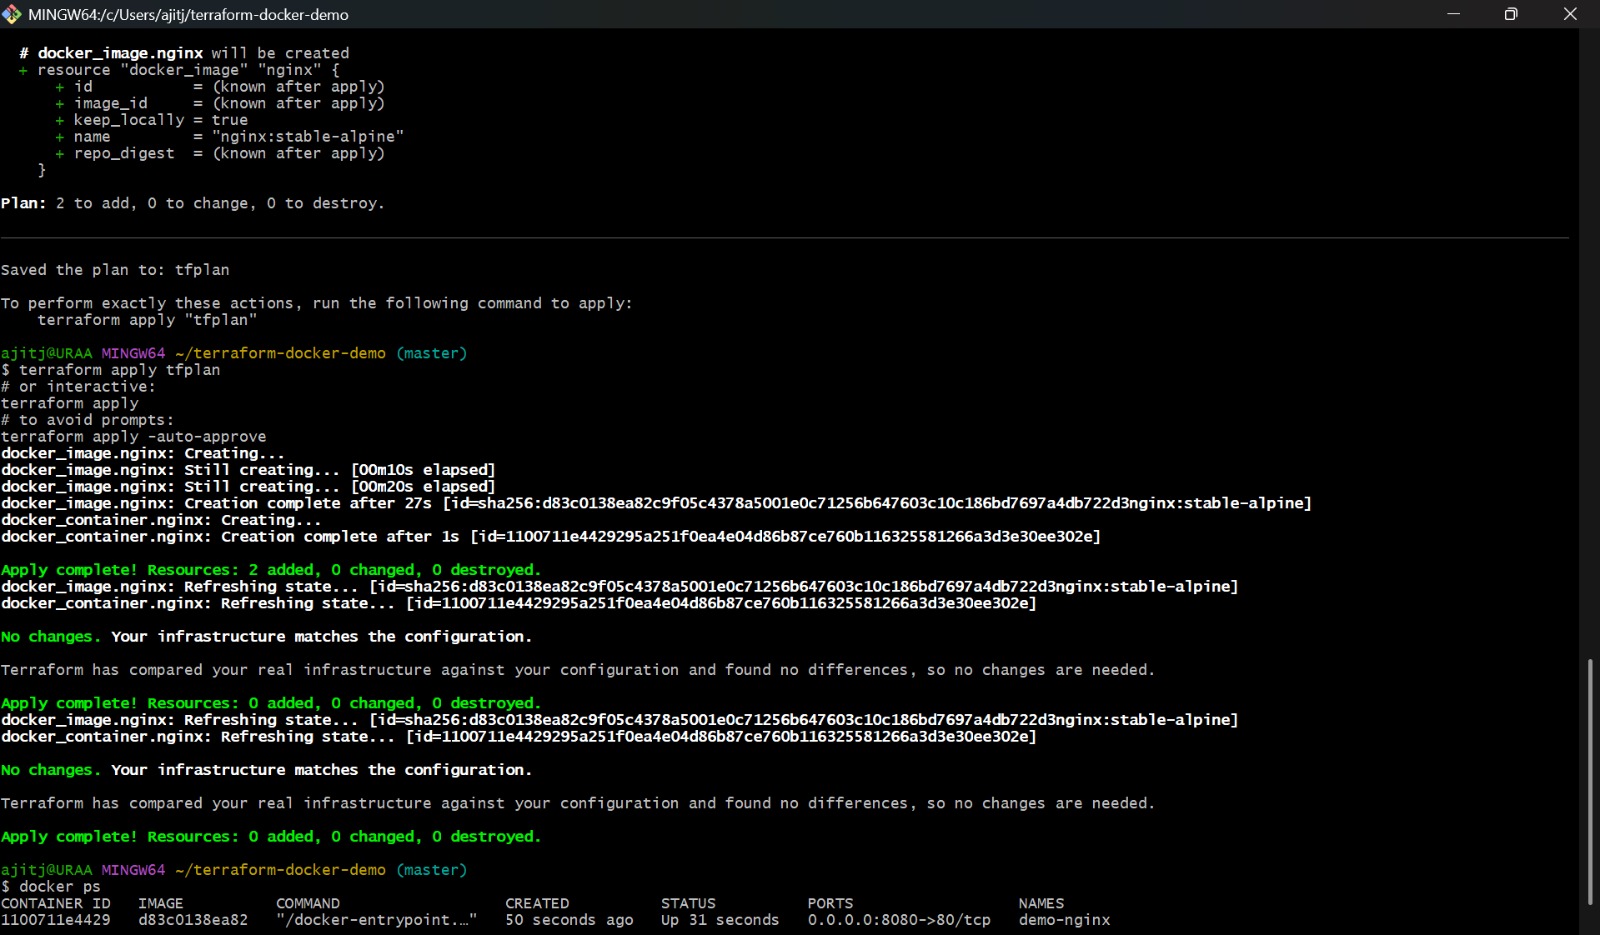 MINGW64:/c/Users/ajitj/terraform-docker-demo
# docker_image.nginx will be created
+ resource "docker_image" "nginx" {
+ id = (known after apply)
+ image_id = (known after apply)
+ keep_locally = true
+ name = "nginx:stable-alpine"
+ repo_digest = (known after apply)
}
Plan: 2 to add, 0 to change, 0 to destroy.
Saved the plan to: tfplan
To perform exactly these actions, run the following command to apply:
terraform apply "tfplan"
ajitj@URAA MINGW64 ~/terraform-docker-demo (master)
$ terraform apply tfplan
# or interactive:
terraform apply
# to avoid prompts:
terraform apply -auto-approve
docker_image.nginx: Creating...
docker_image.nginx: Still creating... [00m10s elapsed]
docker_image.nginx: Still creating... [00m20s elapsed]
docker_image.nginx: Creation complete after 27s [id=sha256:d83c0138ea82c9f05c4378a5001e0c71256b647603c10c186bd7697a4db722d3nginx:stable-alpine]
docker_container.nginx: Creating...
docker_container.nginx: Creation complete after 1s [id=1100711e4429295a251f0ea4e04d86b87ce760b116325581266a3d3e30ee302e]
Apply complete! Resources: 2 added, 0 changed, 0 destroyed.
docker_image.nginx: Refreshing state... [id=sha256:d83c0138ea82c9f05c4378a5001e0c71256b647603c10c186bd7697a4db722d3nginx:stable-alpine]
docker_container.nginx: Refreshing state... [id=1100711e4429295a251f0ea4e04d86b87ce760b116325581266a3d3e30ee302e]
No changes. Your infrastructure matches the configuration.
Terraform has compared your real infrastructure against your configuration and found no differences, so no changes are needed.
Apply complete! Resources: 0 added, 0 changed, 0 destroyed.
docker_image.nginx: Refreshing state... [id=sha256:d83c0138ea82c9f05c4378a5001e0c71256b647603c10c186bd7697a4db722d3nginx:stable-alpine]
docker_container.nginx: Refreshing state... [id=1100711e4429295a251f0ea4e04d86b87ce760b116325581266a3d3e30ee302e]
No changes. Your infrastructure matches the configuration.
Terraform has compared your real infrastructure against your configuration and found no differences, so no changes are needed.
Apply complete! Resources: 0 added, 0 changed, 0 destroyed.
ajitj@URAA MINGW64 ~/terraform-docker-demo (master)
$ docker ps
CONTAINER ID IMAGE COMMAND CREATED STATUS PORTS NAMES
1100711e4429 d83c0138ea82 "/docker-entrypoint.…" 50 seconds ago Up 31 seconds 0.0.0.0:8080->80/tcp demo-nginx